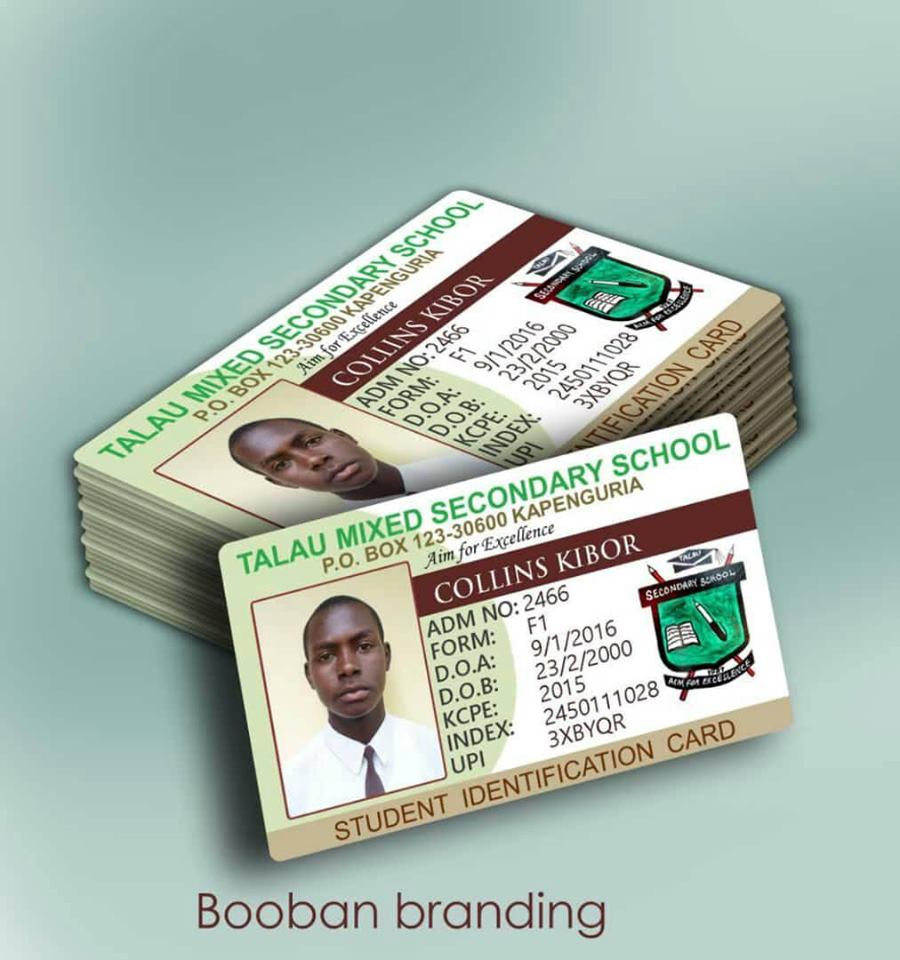 TALAU MIXED SECONDARY SCHOOL
P.O. BOX 123-30600 KAPENGURIA
Aim for Excellence
COLLINS KIBOR
ADM NO: 2466
FORM: F1
D.O.A: 9/1/2016
D.O.B: 23/2/2000
KCPE: 2015
INDEX: 2450111028
UPI 3XBYQR
TALAU
SECONDARY SCHOOL
AIM FOR EXCELLENCE
NTIFICATION CARD
TALAU MIXED SECONDARY SCHOOL
P.O. BOX 123-30600 KAPENGURIA
Aim for Excellence
COLLINS KIBOR
ADM NO: 2466
FORM: F1
D.O.A: 9/1/2016
D.O.B: 23/2/2000
KCPE: 2015
INDEX: 2450111028
UPI 3XBYQR
TALAU
SECONDARY SCHOOL
AIM FOR EXCELLENCE
STUDENT IDENTIFICATION CARD
Booban branding